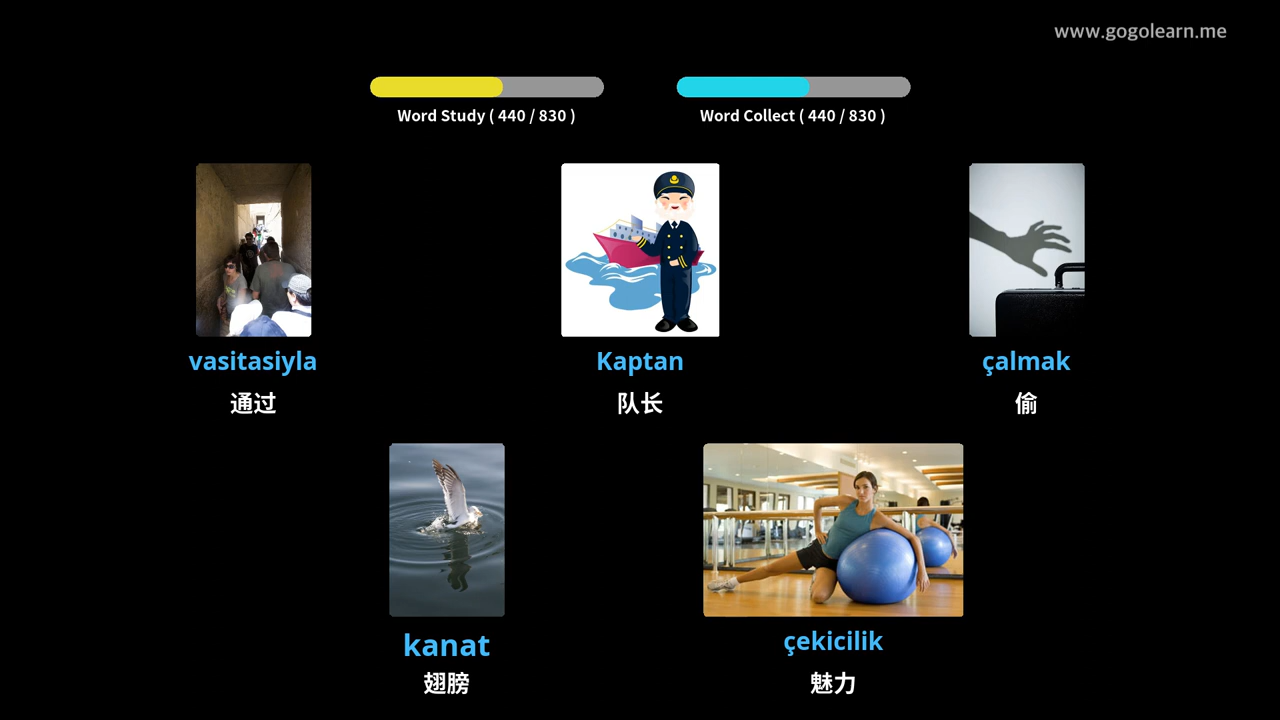 www.gogolearn.me
Word Study ( 440 / 830 )
Word Collect ( 440 / 830 )
vasitasiyla
通过
Kaptan
队长
çalmak
偷
kanat
翅膀
çekicilik
魅力